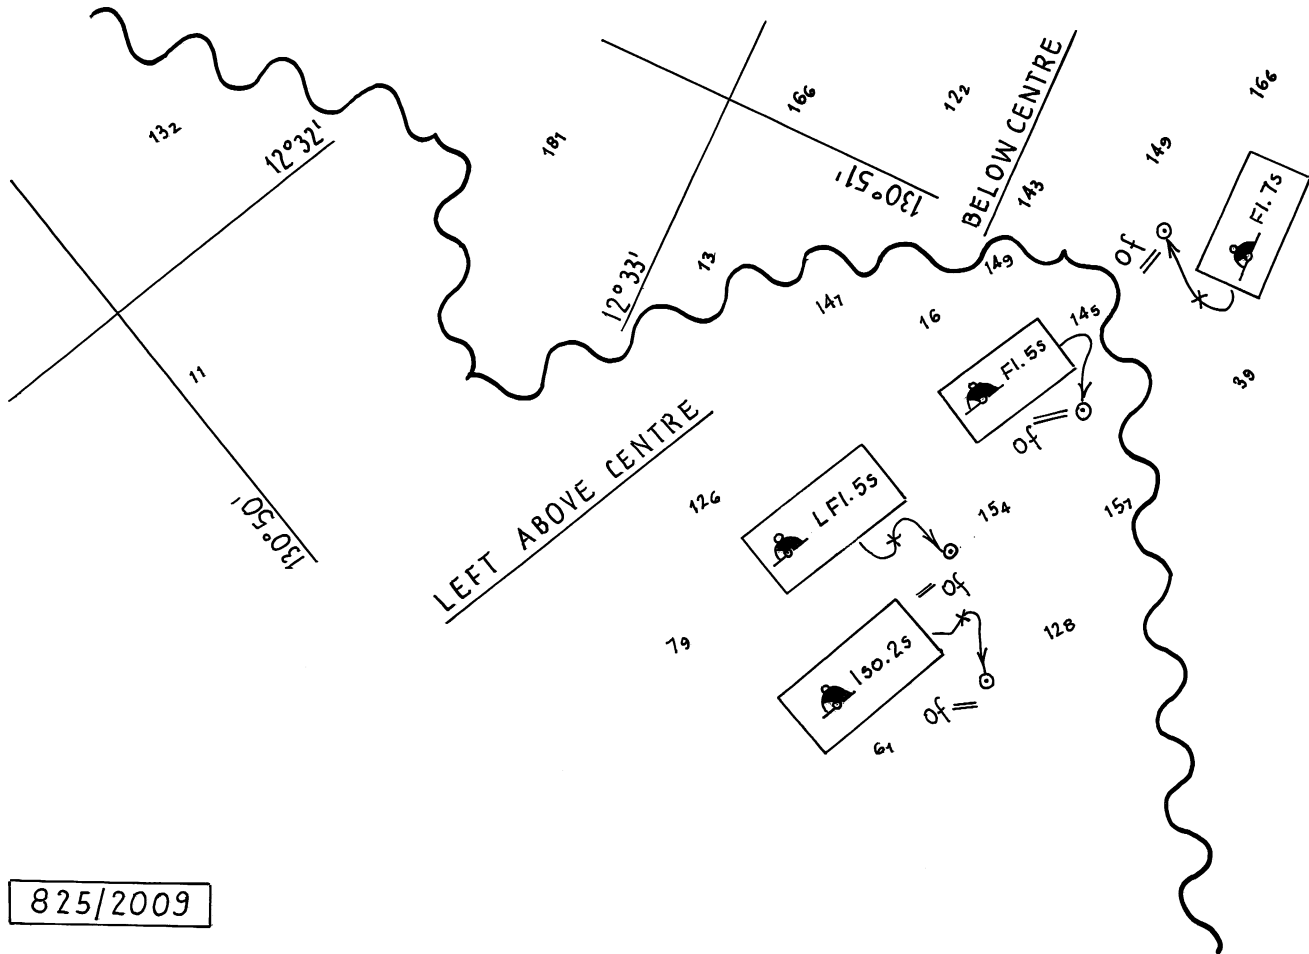 166
166
122
BELOW CENTRE
13₂
12°32'
18₁
14₉
130°51'
14₃
Fl.7s
Of
12°33'
13
14₉
14₇
16
14₅
Fl.5s
11
3₉
LEFT ABOVE CENTRE
Of
130°50'
12₆
L Fl.5s
15₄
15₇
Of
7₉
12₈
Iso.2s
Of
6₁
825/2009